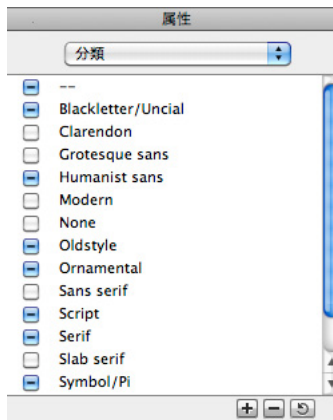 属性
分類
--
Blackletter/Uncial
Clarendon
Grotesque sans
Humanist sans
Modern
None
Oldstyle
Ornamental
Sans serif
Script
Serif
Slab serif
Symbol/Pi